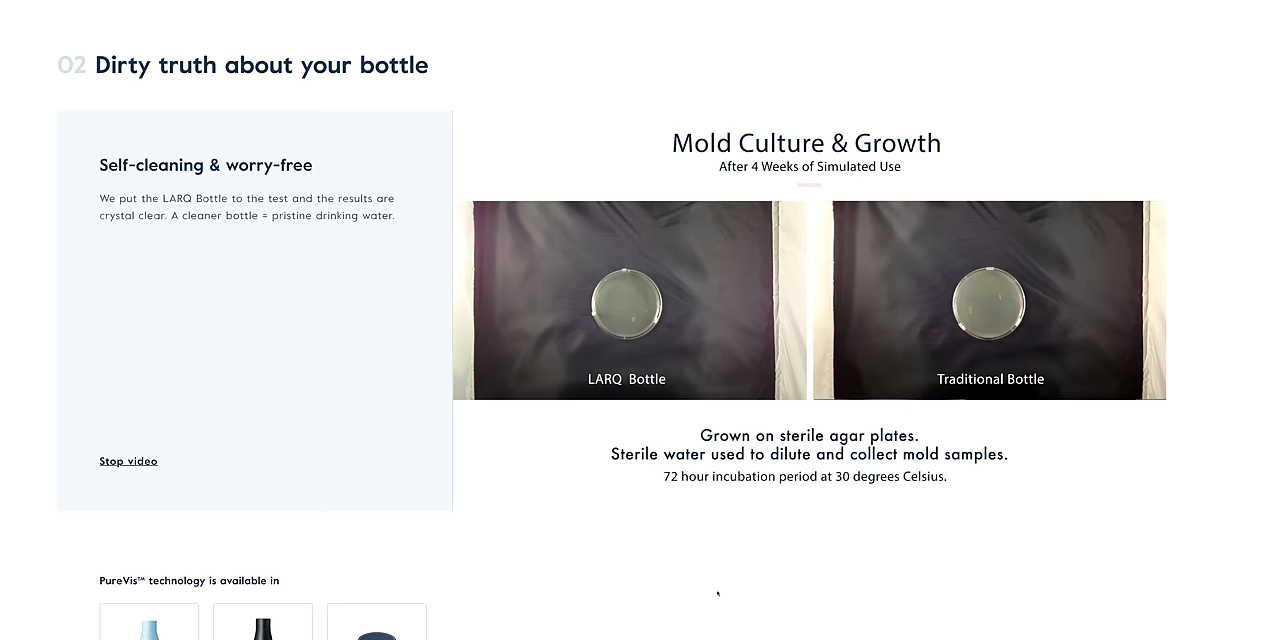 02 Dirty truth about your bottle
Self-cleaning & worry-free
We put the LARQ Bottle to the test and the results are
crystal clear. A cleaner bottle = pristine drinking water.
Stop video
Mold Culture & Growth
After 4 Weeks of Simulated Use
LARQ Bottle
Traditional Bottle
Grown on sterile agar plates.
Sterile water used to dilute and collect mold samples.
72 hour incubation period at 30 degrees Celsius.
PureVis™ technology is available in